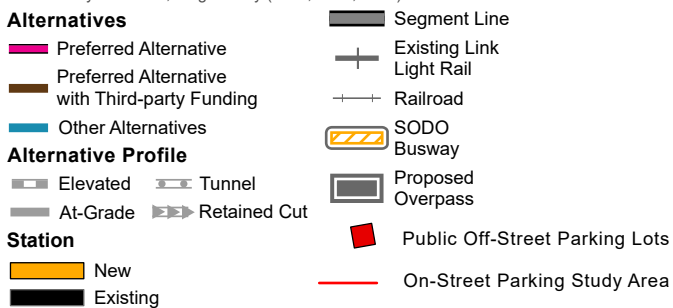 Alternatives
Preferred Alternative
Preferred Alternative
with Third-party Funding
Other Alternatives
Alternative Profile
Elevated
Tunnel
At-Grade
Retained Cut
Station
New
Existing
Segment Line
Existing Link
Light Rail
Railroad
SODO
Busway
Proposed
Overpass
Public Off-Street Parking Lots
On-Street Parking Study Area